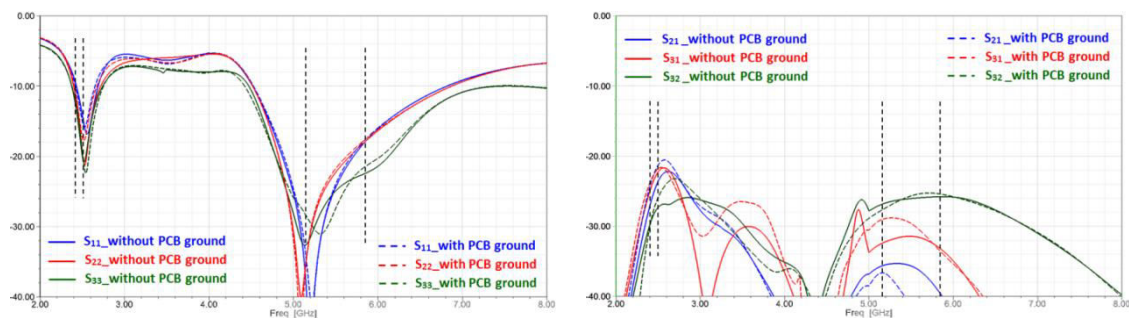 0.00
-10.00
-20.00
-30.00
-40.00
S11_without PCB ground
S22_without PCB ground
S33_without PCB ground
S11_with PCB ground
S22_with PCB ground
S33_with PCB ground
2.00 3.00 4.00 5.00 6.00 7.00 8.00
Freq [GHz]
0.00
-10.00
-20.00
-30.00
-40.00
S21_without PCB ground
S31_without PCB ground
S32_without PCB ground
S21_with PCB ground
S31_with PCB ground
S32_with PCB ground
2.00 3.00 4.00 5.00 6.00 7.00 8.00
Freq [GHz]